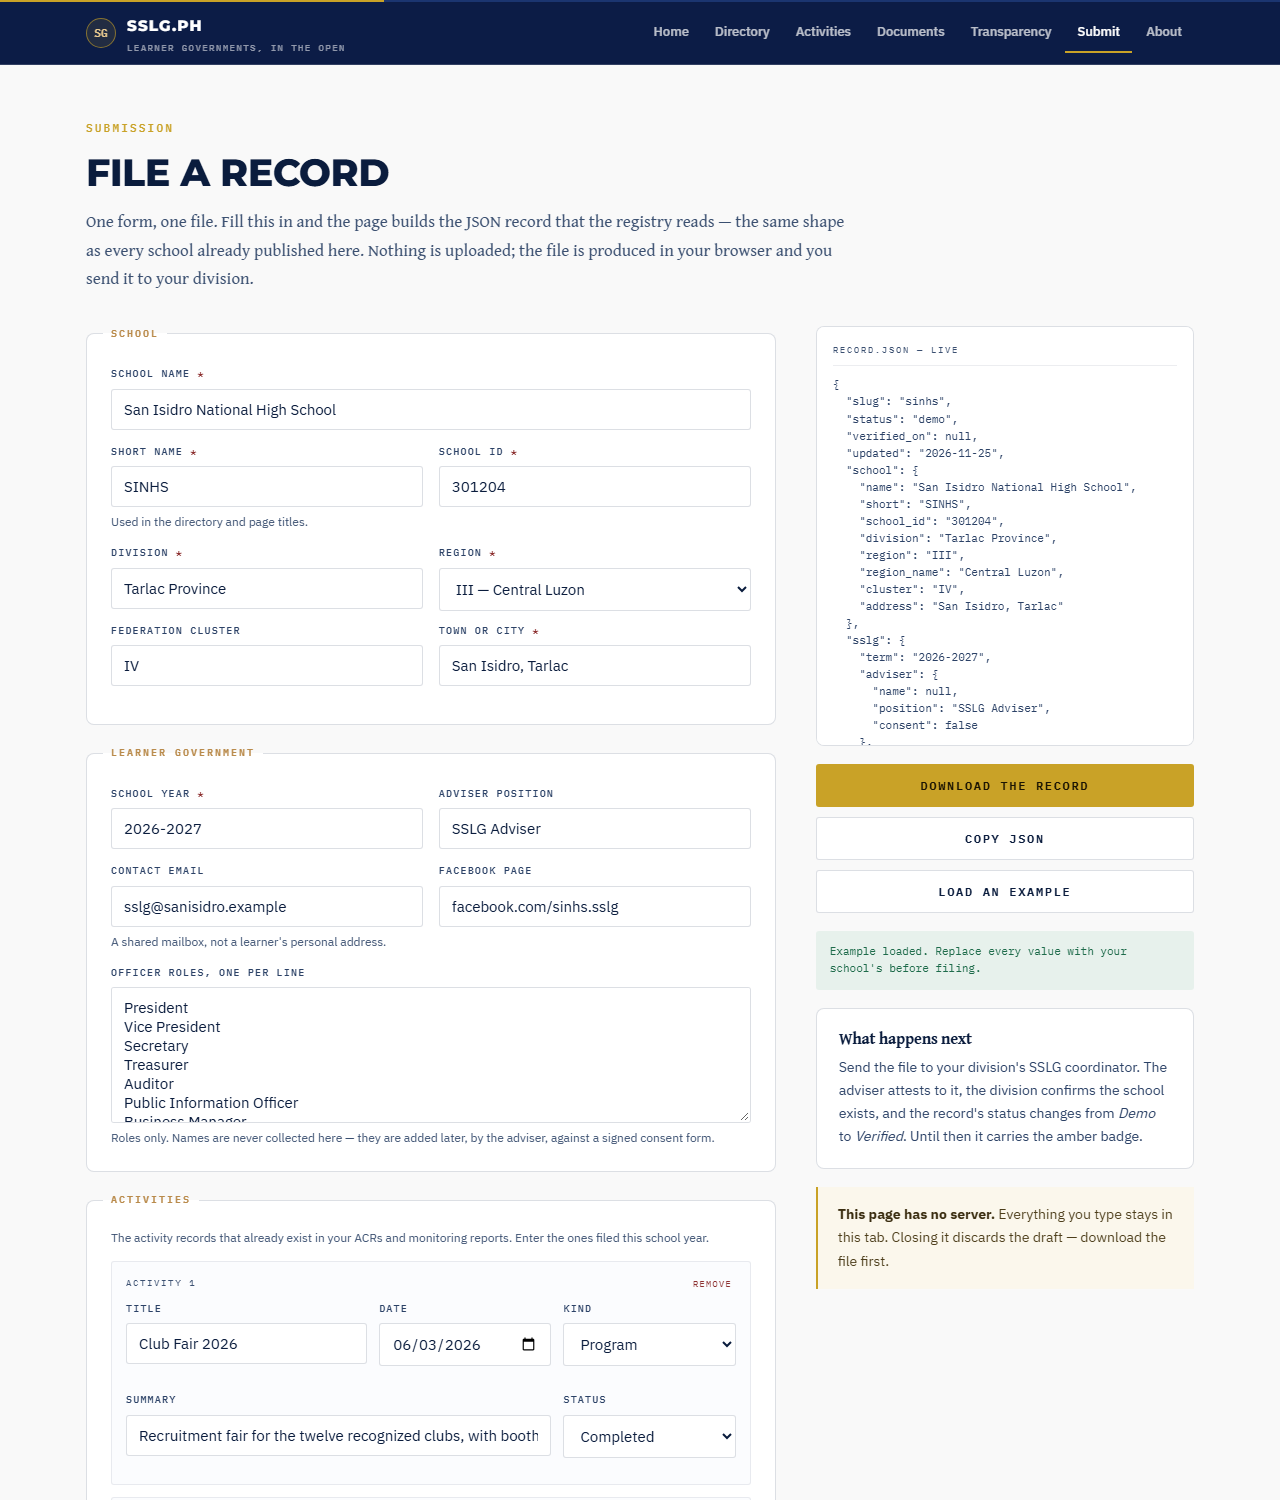 SG
SSLG.PH
LEARNER GOVERNMENTS, IN THE OPEN
Home
Directory
Activities
Documents
Transparency
Submit
About
SUBMISSION
FILE A RECORD
One form, one file. Fill this in and the page builds the JSON record that the registry reads — the same shape
as every school already published here. Nothing is uploaded; the file is produced in your browser and you
send it to your division.
SCHOOL
SCHOOL NAME *
San Isidro National High School
SHORT NAME *
SCHOOL ID *
SINHS
301204
Used in the directory and page titles.
DIVISION *
REGION *
Tarlac Province
III — Central Luzon
FEDERATION CLUSTER
TOWN OR CITY *
IV
San Isidro, Tarlac
LEARNER GOVERNMENT
SCHOOL YEAR *
ADVISER POSITION
2026-2027
SSLG Adviser
CONTACT EMAIL
FACEBOOK PAGE
sslg@sanisidro.example
facebook.com/sinhs.sslg
A shared mailbox, not a learner's personal address.
OFFICER ROLES, ONE PER LINE
President
Vice President
Secretary
Treasurer
Auditor
Public Information Officer
Business Manager
Roles only. Names are never collected here — they are added later, by the adviser, against a signed consent form.
ACTIVITIES
The activity records that already exist in your ACRs and monitoring reports. Enter the ones filed this school year.
ACTIVITY 1
REMOVE
TITLE
DATE
KIND
Club Fair 2026
06/03/2026
Program
SUMMARY
STATUS
Recruitment fair for the twelve recognized clubs, with booth
Completed
RECORD.JSON — LIVE
{
"slug": "sinhs",
"status": "demo",
"verified_on": null,
"updated": "2026-11-25",
"school": {
"name": "San Isidro National High School",
"short": "SINHS",
"school_id": "301204",
"division": "Tarlac Province",
"region": "III",
"region_name": "Central Luzon",
"cluster": "IV",
"address": "San Isidro, Tarlac"
},
"sslg": {
"term": "2026-2027",
"adviser": {
"name": null,
"position": "SSLG Adviser",
"consent": false
},
DOWNLOAD THE RECORD
COPY JSON
LOAD AN EXAMPLE
Example loaded. Replace every value with your
school's before filing.
What happens next
Send the file to your division's SSLG coordinator. The
adviser attests to it, the division confirms the school
exists, and the record's status changes from Demo
to Verified. Until then it carries the amber badge.
This page has no server. Everything you type stays in
this tab. Closing it discards the draft — download the
file first.